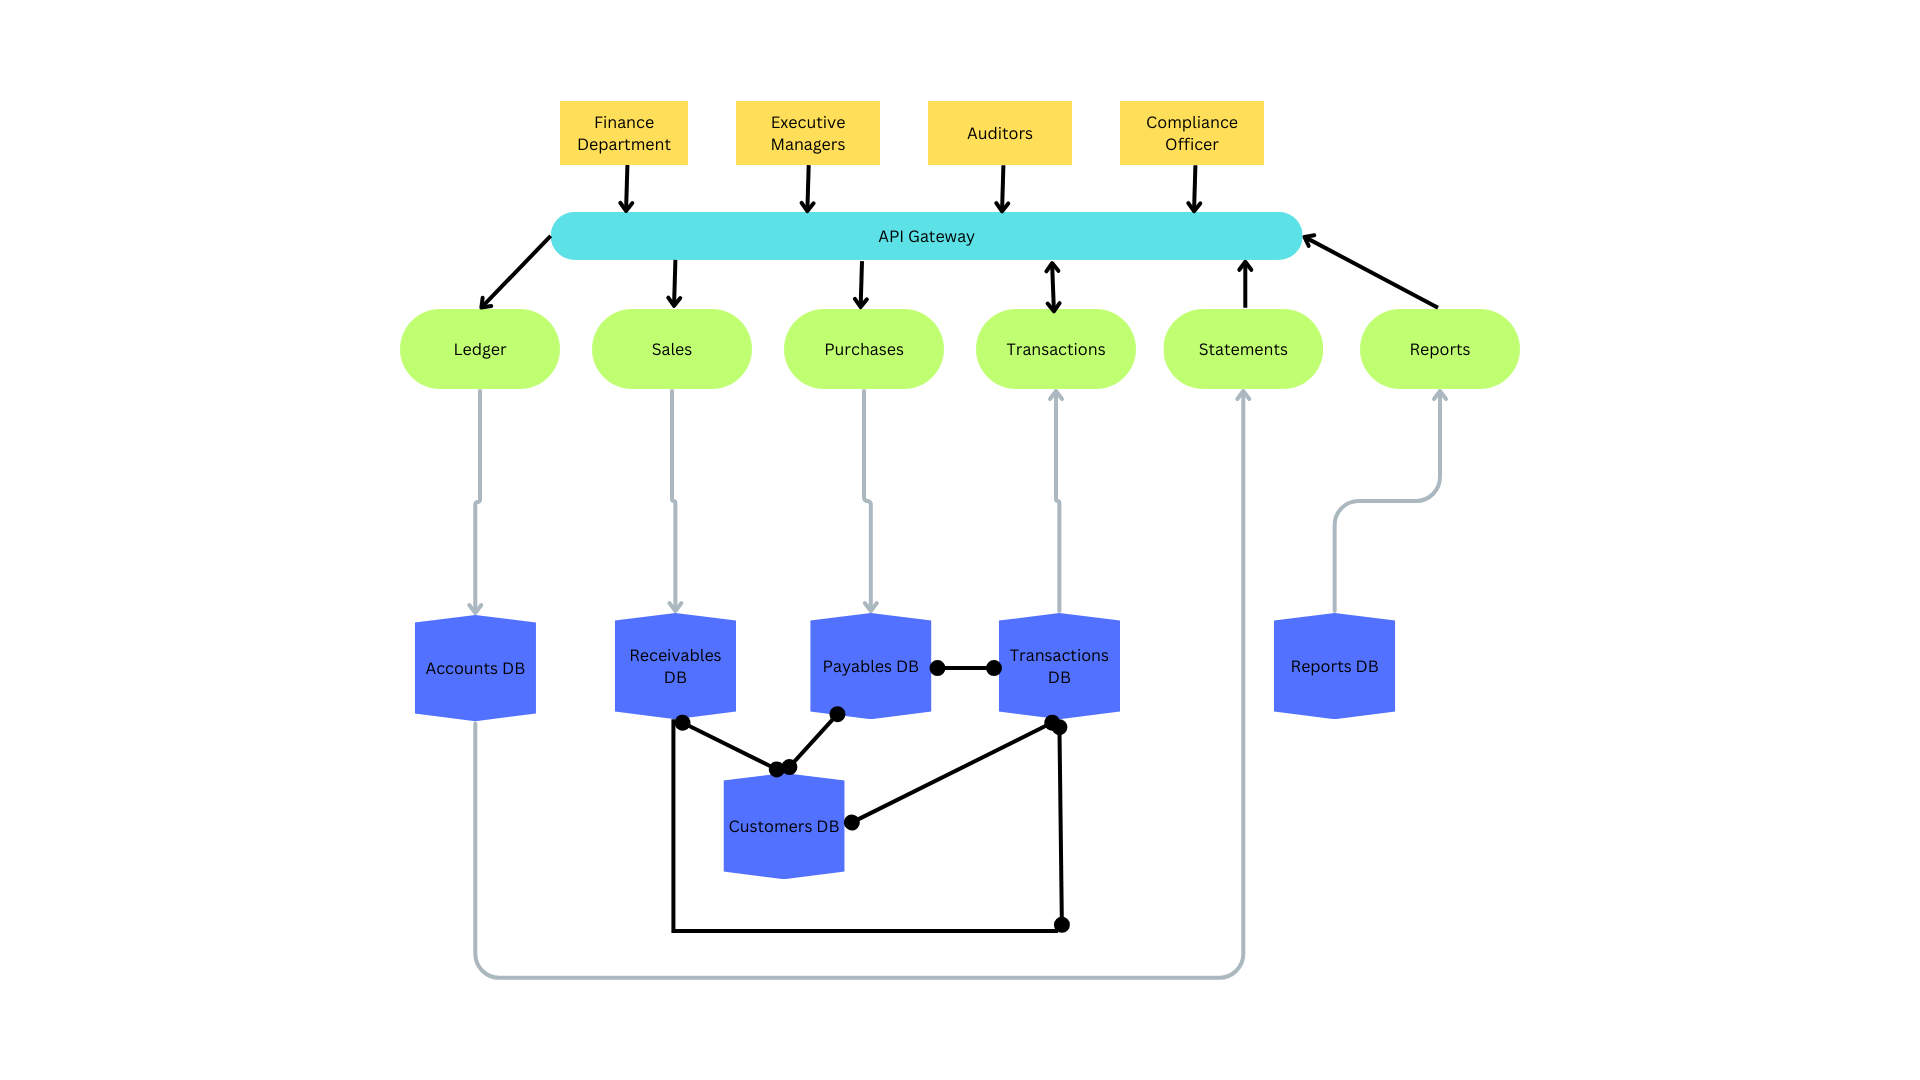 Finance
Department
Executive
Managers
Auditors
Compliance
Officer
API Gateway
Ledger
Sales
Purchases
Transactions
Statements
Reports
Accounts DB
Receivables
DB
Payables DB
Transactions
DB
Reports DB
Customers DB